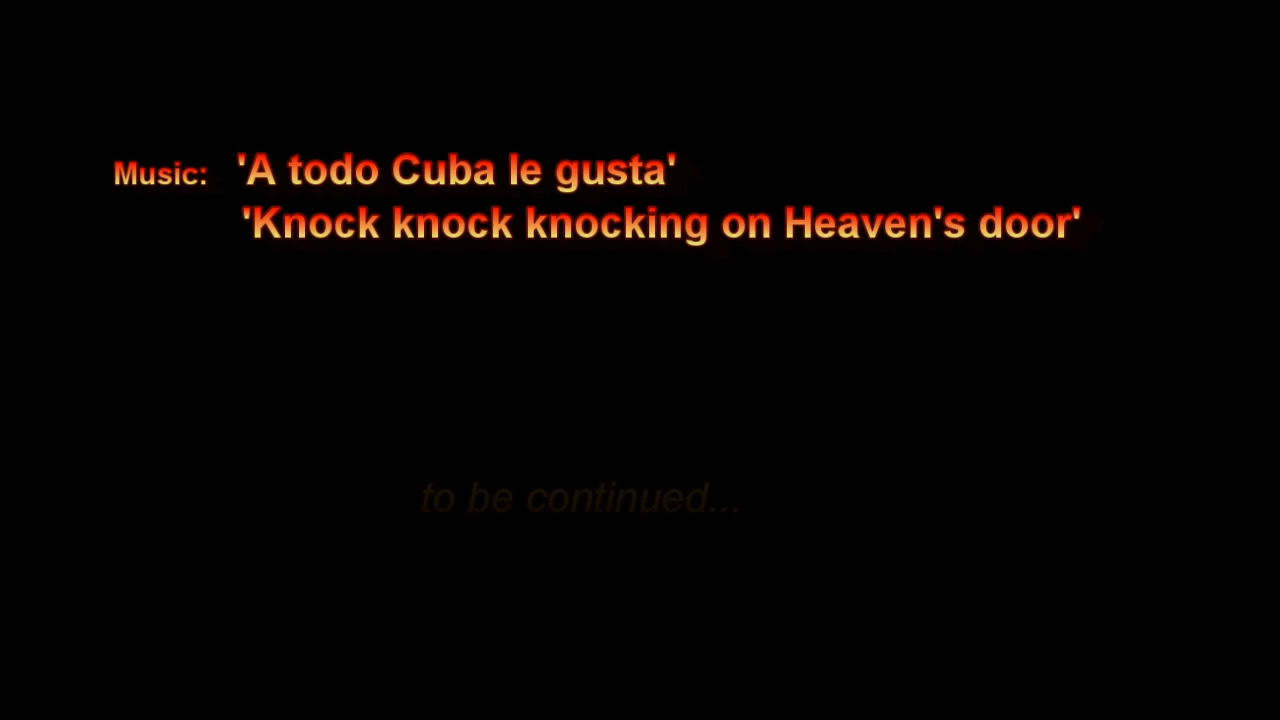 Music: 'A todo Cuba le gusta'
'Knock knock knocking on Heaven's door'
to be continued...